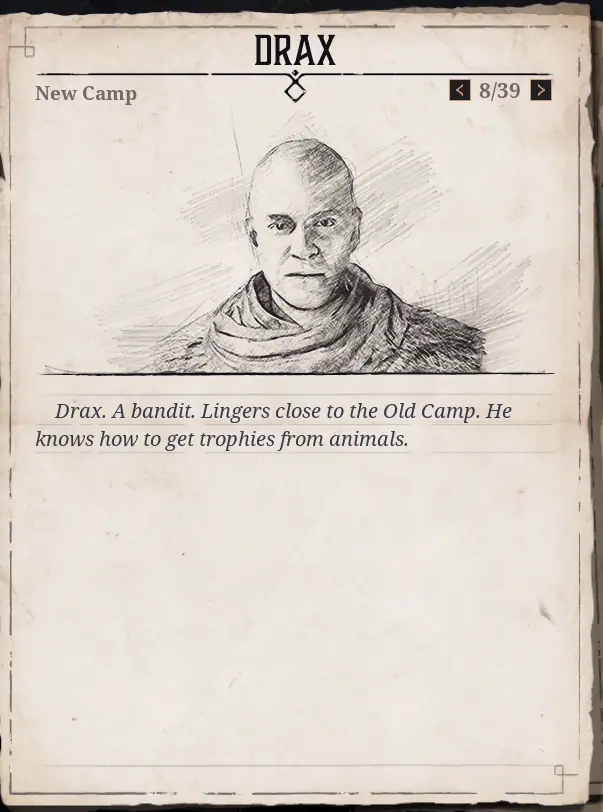 DRAX
New Camp
8/39
Drax. A bandit. Lingers close to the Old Camp. He
knows how to get trophies from animals.